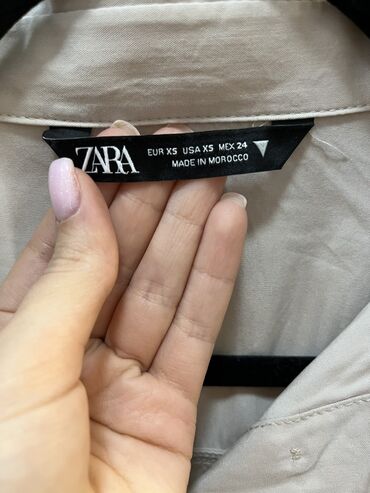 ZARA
EUR XS USA XS MEX 24
MADE IN MOROCCO